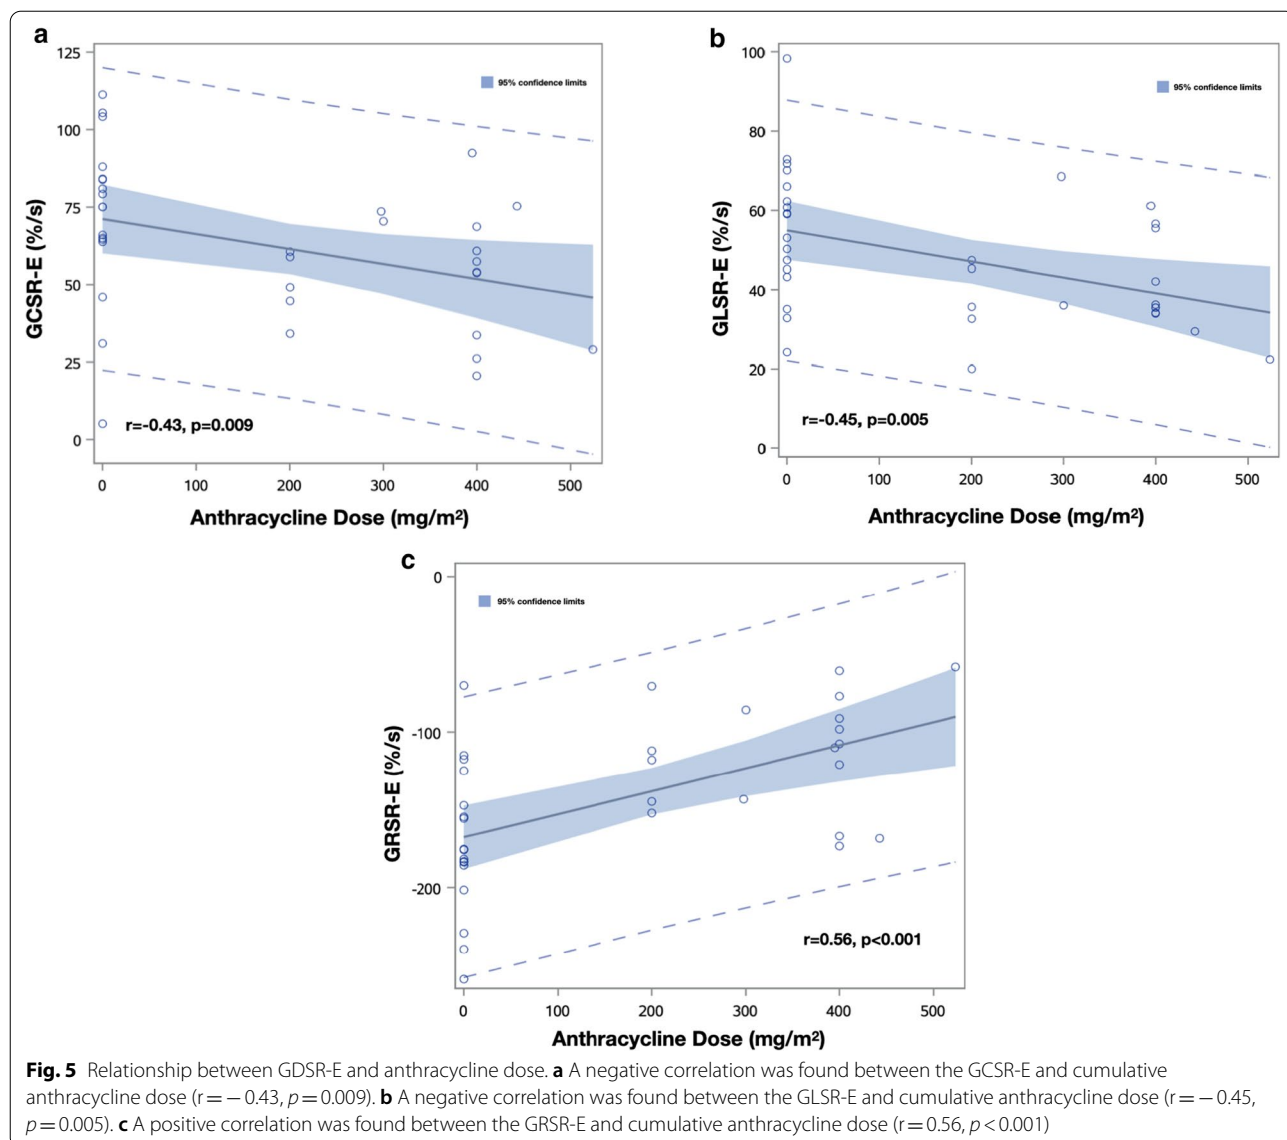 a
125
100
75
50
25
0
GCSR-E (%/s)
95% confidence limits
r=-0.43, p=0.009
0 100 200 300 400 500
Anthracycline Dose (mg/m²)
b
100
80
60
40
20
0
GLSR-E (%/s)
95% confidence limits
r=-0.45, p=0.005
0 100 200 300 400 500
Anthracycline Dose (mg/m²)
c
0
-100
-200
GRSR-E (%/s)
95% confidence limits
r=0.56, p<0.001
0 100 200 300 400 500
Anthracycline Dose (mg/m²)
Fig. 5 Relationship between GDSR-E and anthracycline dose. a A negative correlation was found between the GCSR-E and cumulative
anthracycline dose (r = − 0.43, p = 0.009). b A negative correlation was found between the GLSR-E and cumulative anthracycline dose (r = − 0.45,
p = 0.005). c A positive correlation was found between the GRSR-E and cumulative anthracycline dose (r = 0.56, p < 0.001)